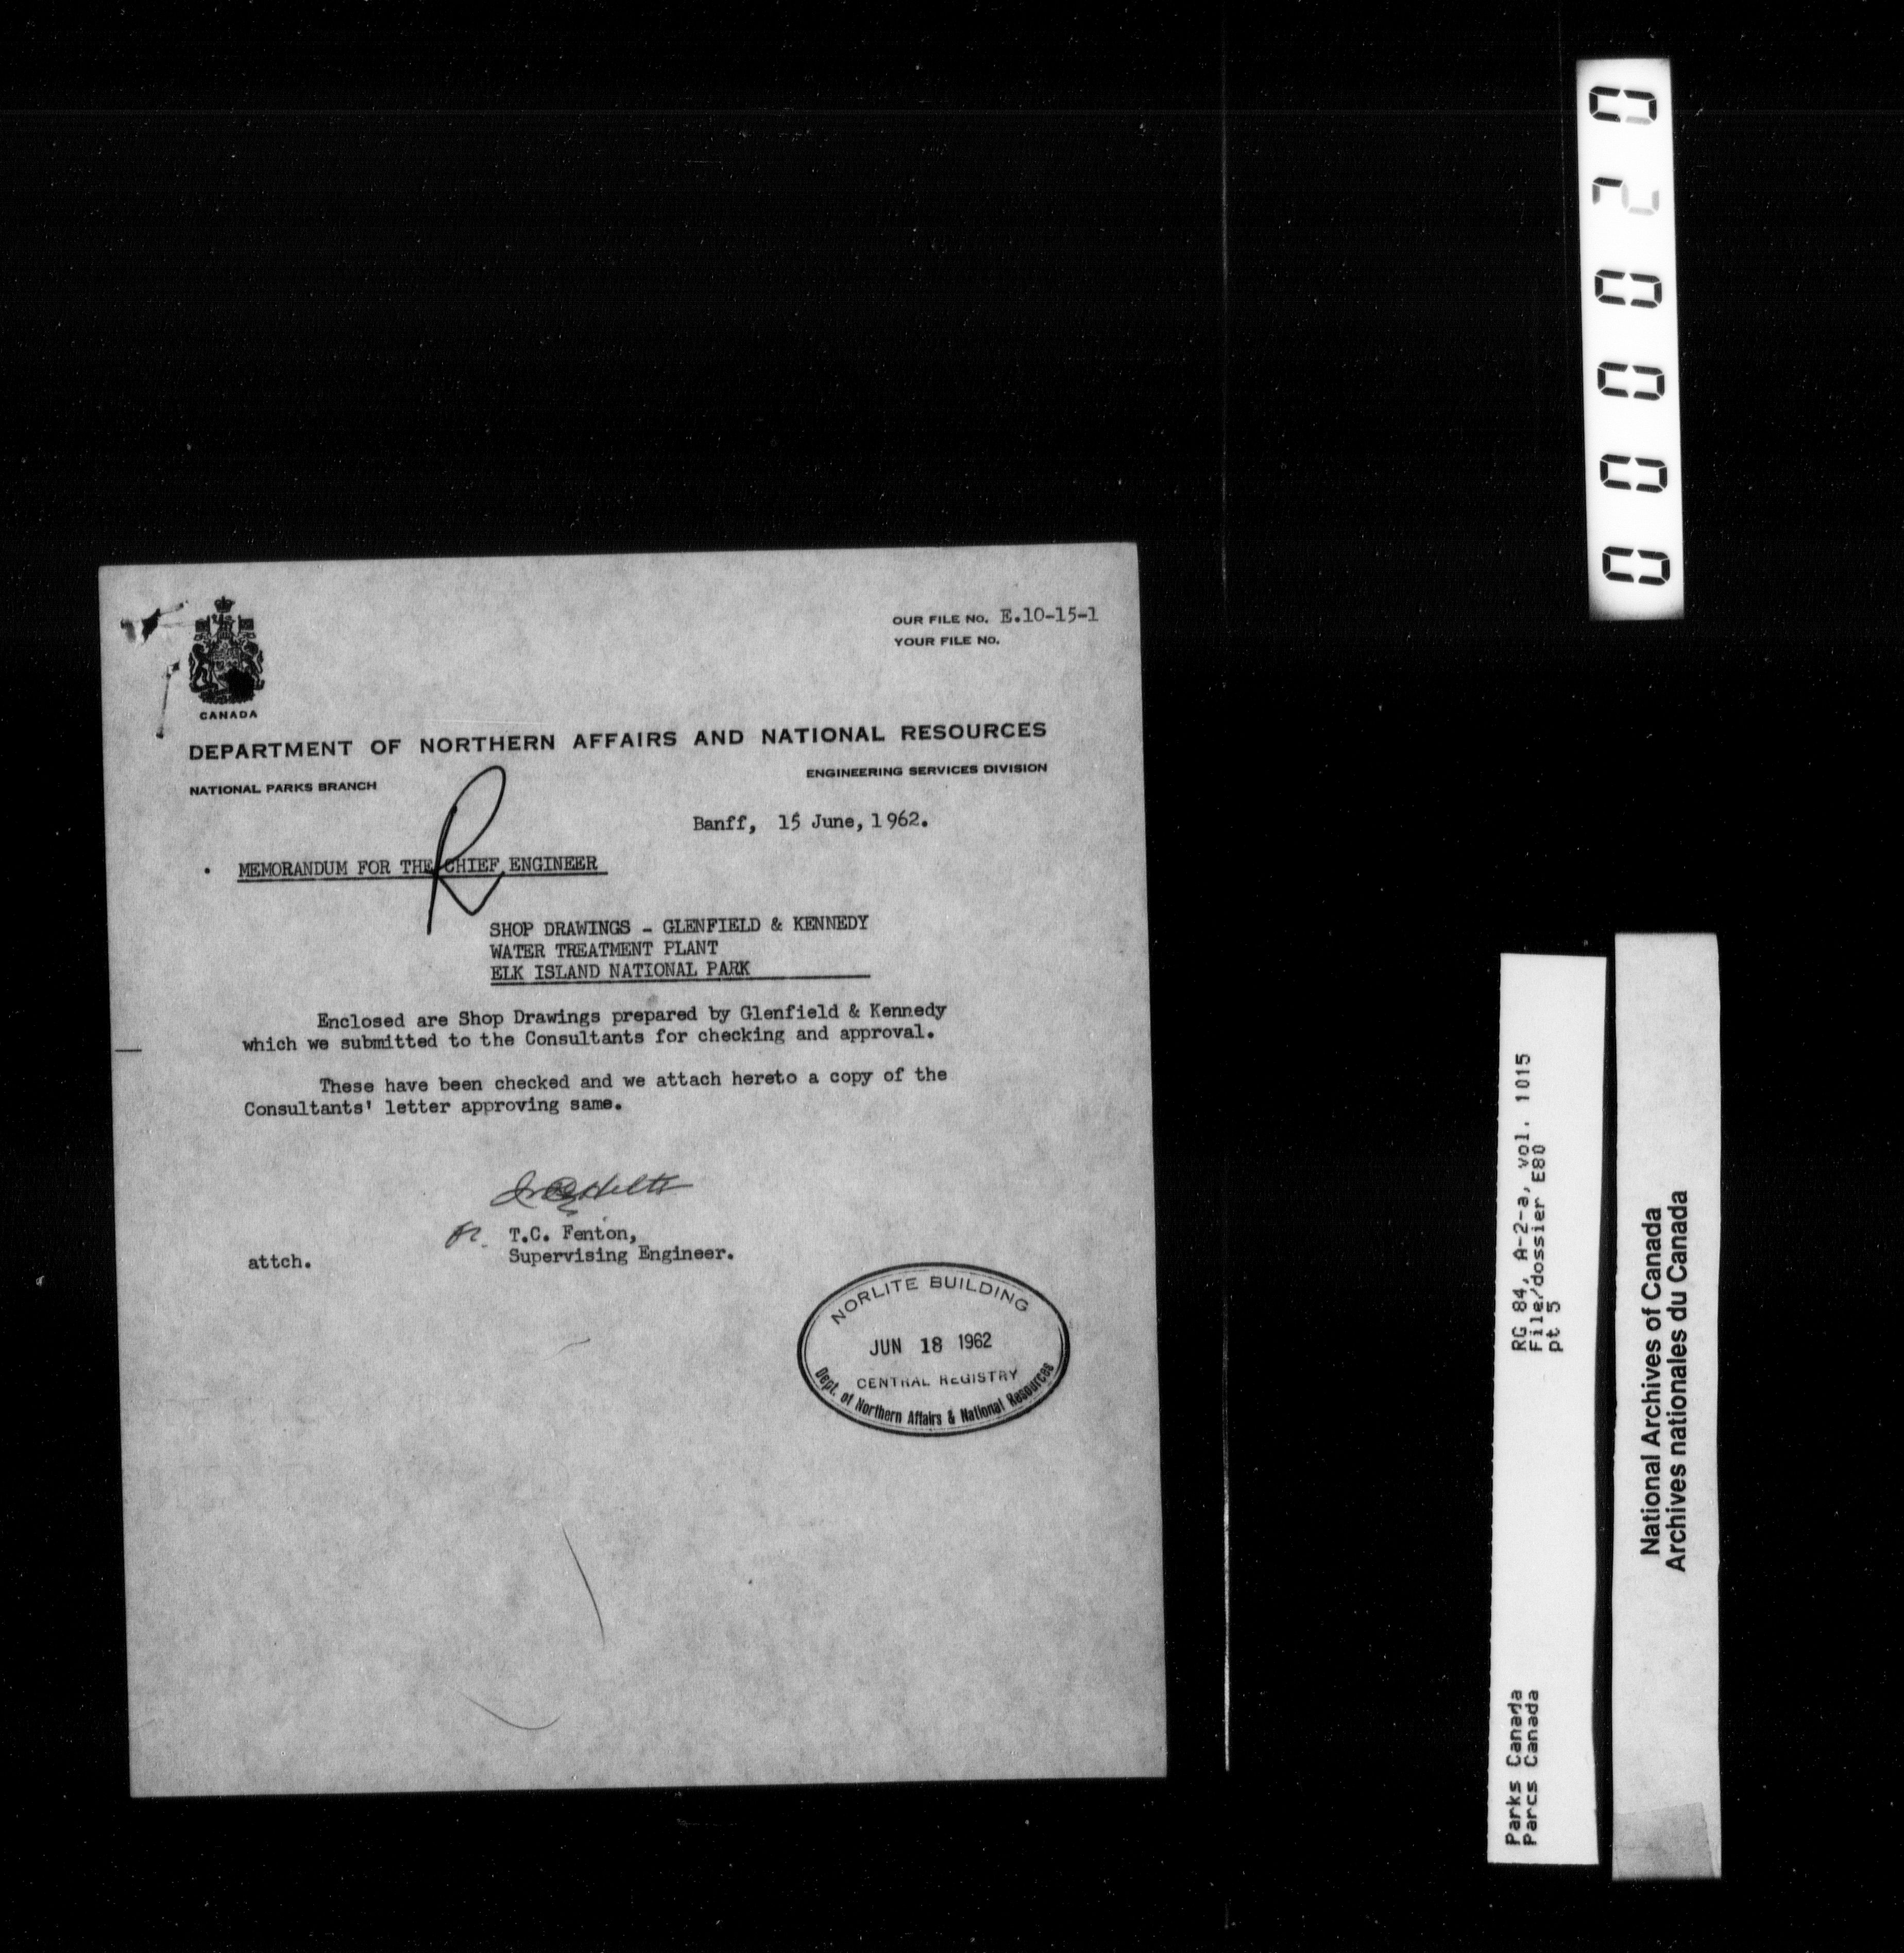 OUR FILE NO. E.10-15-1
YOUR FILE NO.
CANADA
DEPARTMENT OF NORTHERN AFFAIRS AND NATIONAL RESOURCES
NATIONAL PARKS BRANCH
ENGINEERING SERVICES DIVISION
Banff, 15 June, 1962.
MEMORANDUM FOR THE CHIEF ENGINEER
R
SHOP DRAWINGS - GLENFIELD & KENNEDY
WATER TREATMENT PLANT
ELK ISLAND NATIONAL PARK
Enclosed are Shop Drawings prepared by Glenfield & Kennedy
which we submitted to the Consultants for checking and approval.
These have been checked and we attach hereto a copy of the
Consultants' letter approving same.
T.C. Fenton,
Supervising Engineer.
attch.
NORLITE BUILDING
JUN 18 1962
CENTRAL REGISTRY
Dept. of Northern Affairs & National Resources
000020
RG 84, A-2-a, vol. 1015
File/dossier E80
pt 5
Parks Canada
Parcs Canada
National Archives of Canada
Archives nationales du Canada